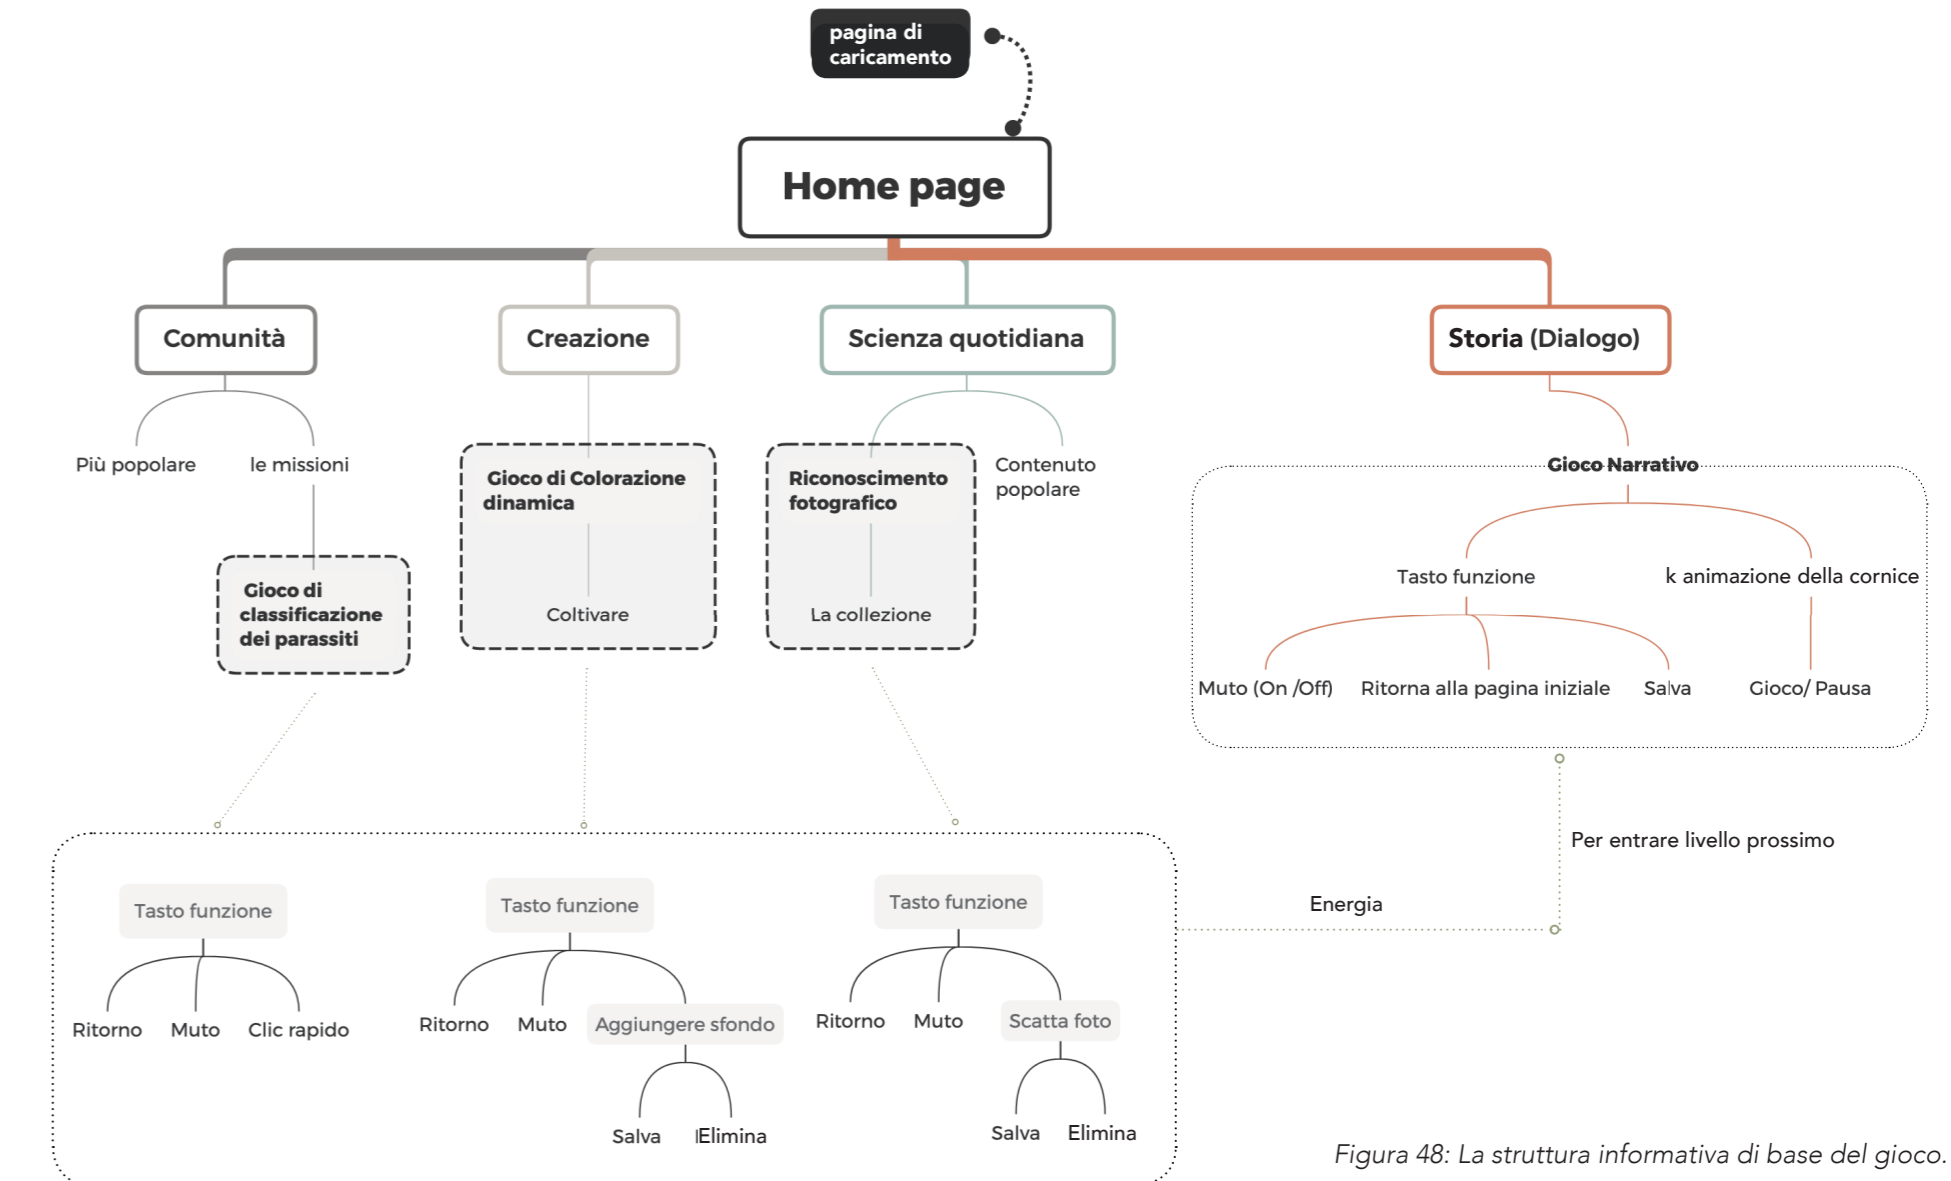 pagina di
caricamento
Home page
Comunità
Creazione
Scienza quotidiana
Storia (Dialogo)
Più popolare
le missioni
Gioco di
classificazione
dei parassiti
Gioco di Colorazione
dinamica
Coltivare
Riconoscimento
fotografico
La collezione
Contenuto
popolare
Gioco Narrativo
Tasto funzione
k animazione della cornice
Muto (On /Off)
Ritorna alla pagina iniziale
Salva
Gioco/ Pausa
Per entrare livello prossimo
Energia
Tasto funzione
Ritorno
Muto
Clic rapido
Tasto funzione
Ritorno
Muto
Aggiungere sfondo
Salva
Elimina
Tasto funzione
Ritorno
Muto
Scatta foto
Salva
Elimina
Figura 48: La struttura informativa di base del gioco.